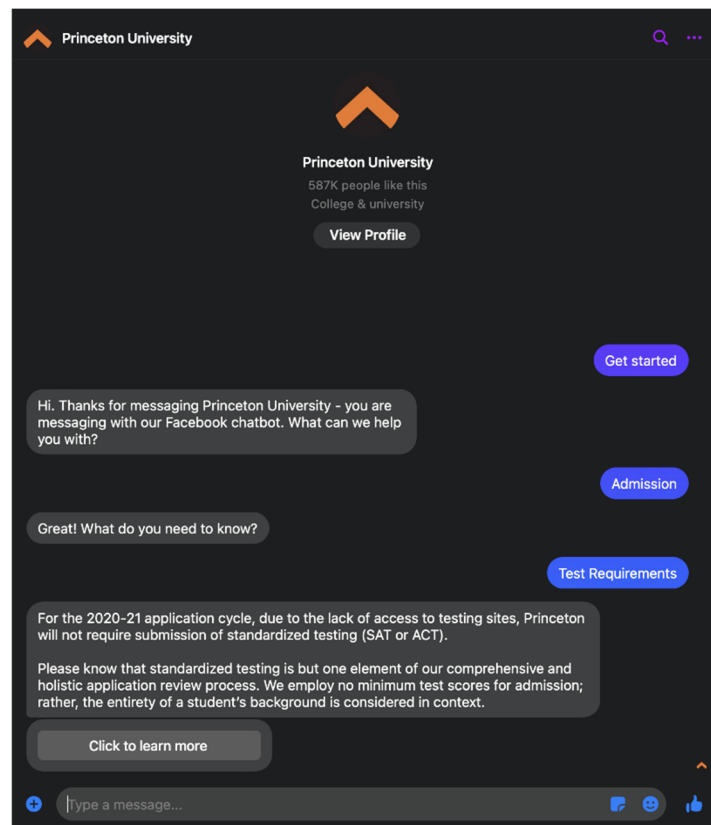 Princeton University
Princeton University
587K people like this
College & university
View Profile
Get started
Hi. Thanks for messaging Princeton University - you are
messaging with our Facebook chatbot. What can we help
you with?
Admission
Great! What do you need to know?
Test Requirements
For the 2020-21 application cycle, due to the lack of access to testing sites, Princeton
will not require submission of standardized testing (SAT or ACT).
Please know that standardized testing is but one element of our comprehensive and
holistic application review process. We employ no minimum test scores for admission;
rather, the entirety of a student's background is considered in context.
Click to learn more
Type a message...